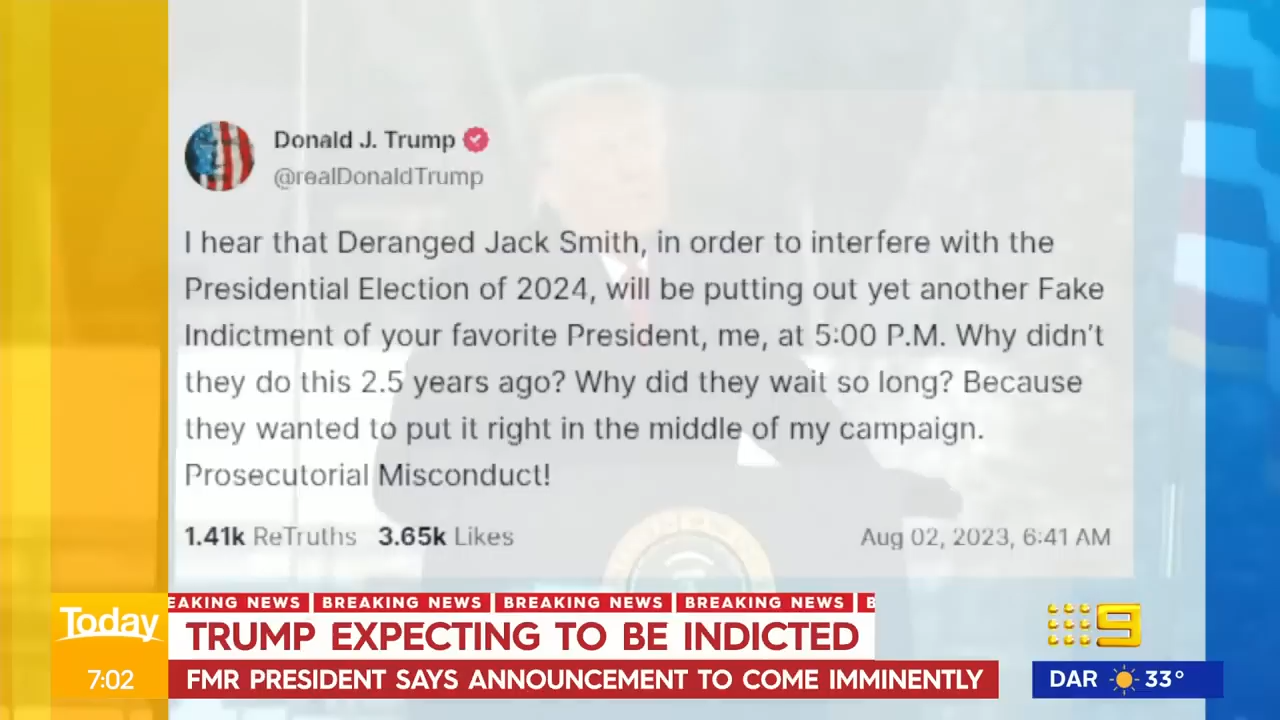 Donald J. Trump
@realDonaldTrump
I hear that Deranged Jack Smith, in order to interfere with the
Presidential Election of 2024, will be putting out yet another Fake
Indictment of your favorite President, me, at 5:00 P.M. Why didn't
they do this 2.5 years ago? Why did they wait so long? Because
they wanted to put it right in the middle of my campaign.
Prosecutorial Misconduct!
1.41k ReTruths 3.65k Likes
Aug 02, 2023, 6:41 AM
EAKING NEWS BREAKING NEWS BREAKING NEWS BREAKING NEWS B
Today
TRUMP EXPECTING TO BE INDICTED
9
7:02
FMR PRESIDENT SAYS ANNOUNCEMENT TO COME IMMINENTLY
DAR 33°